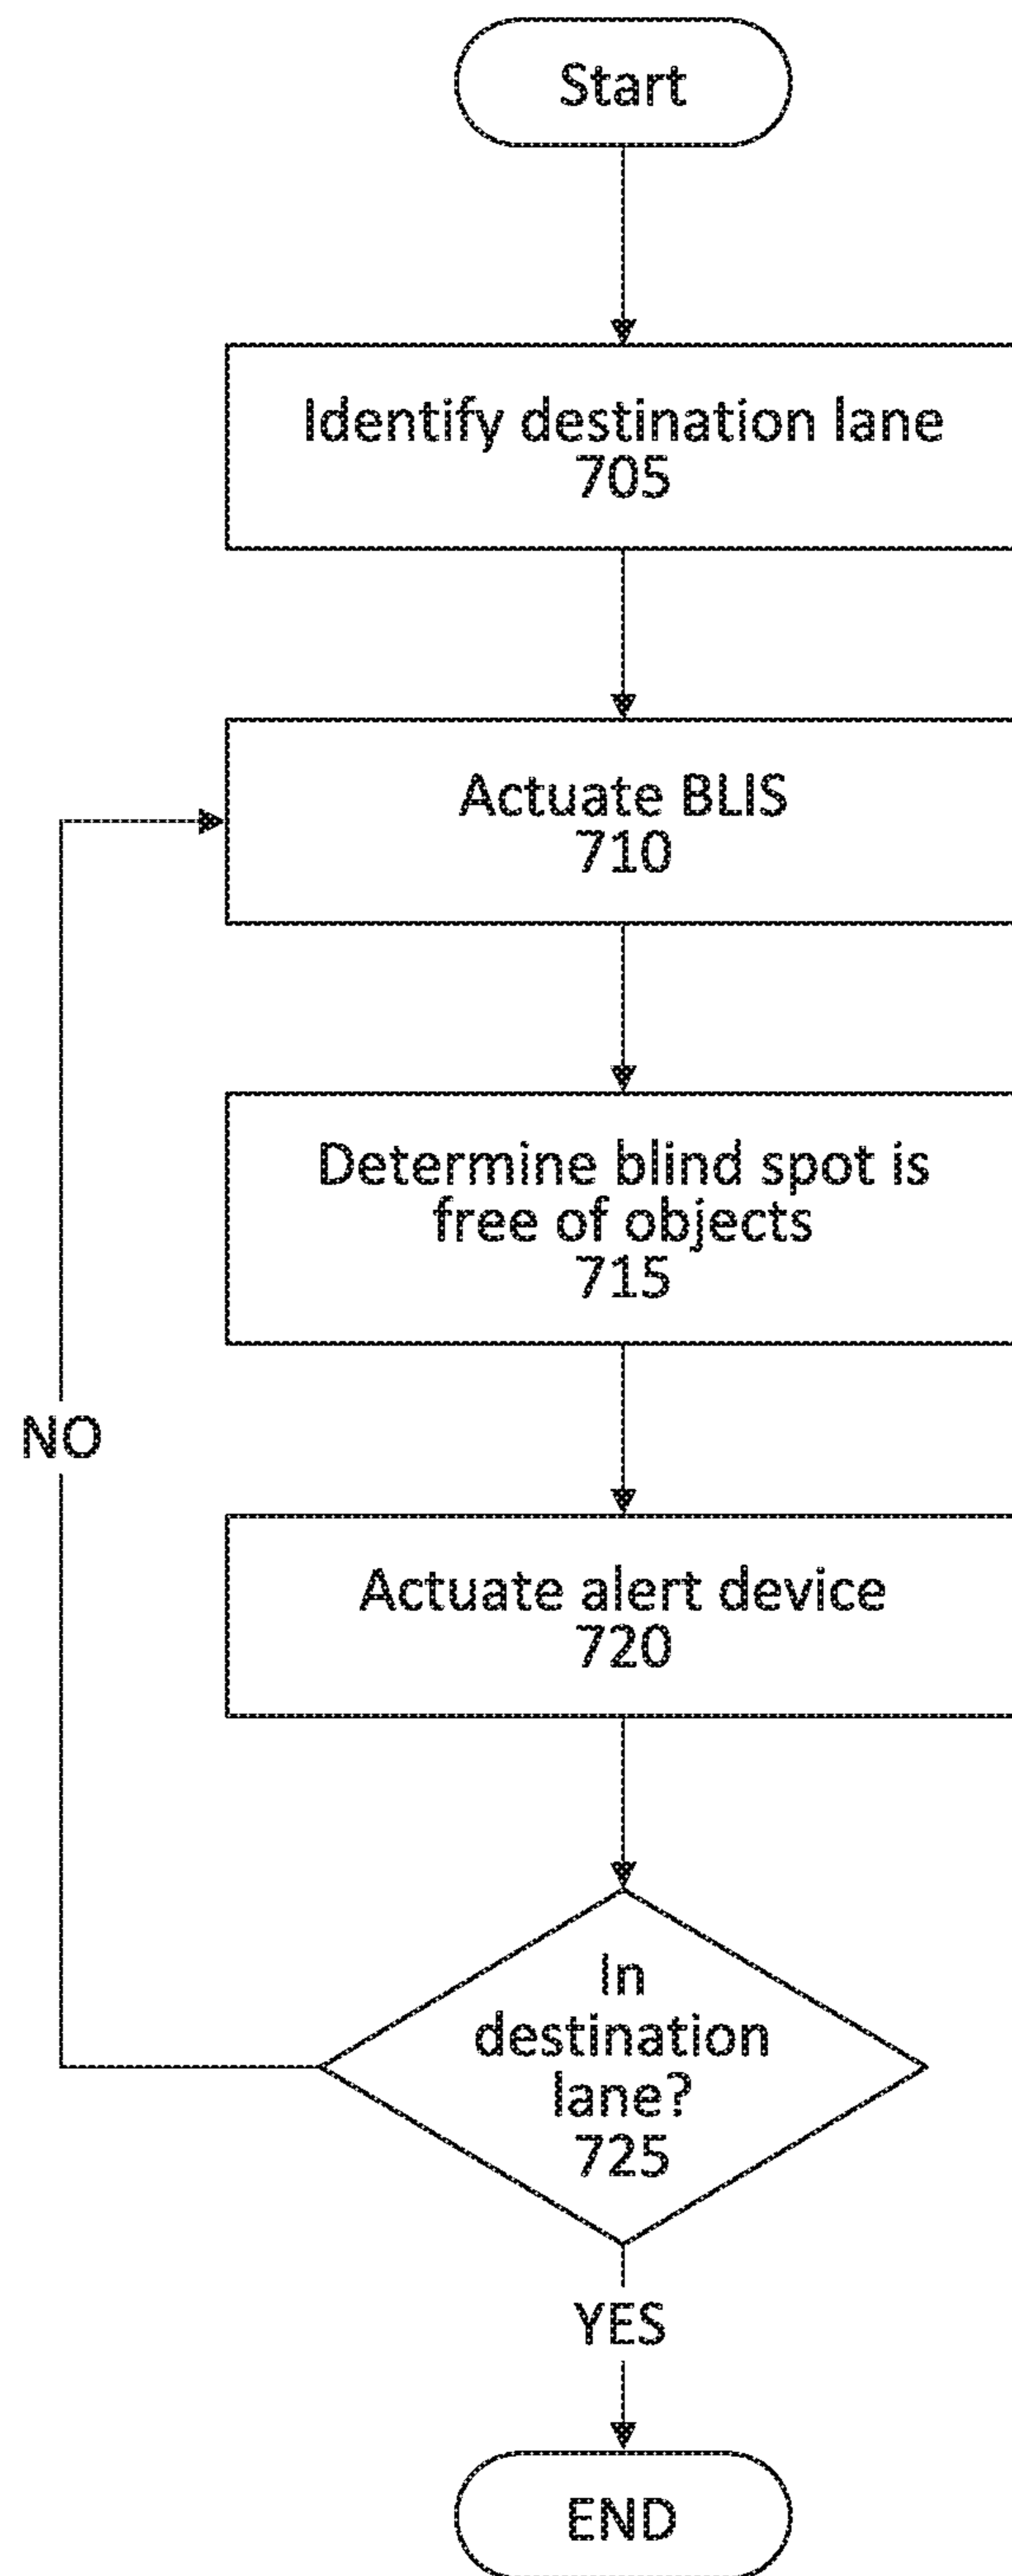 Start
Identify destination lane
705
Actuate BLIS
710
Determine blind spot is
free of objects
715
NO
Actuate alert device
720
In
destination
lane?
725
YES
END